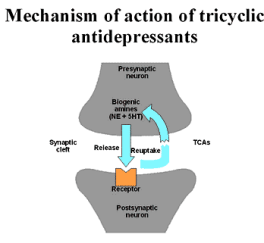 Mechanism of action of tricyclic
antidepressants
Presynaptic
neuron
Biogenic
amines
(NE + 5HT)
Synaptic
cleft
Release
Reuptake
TCAs
Receptor
Postsynaptic
neuron